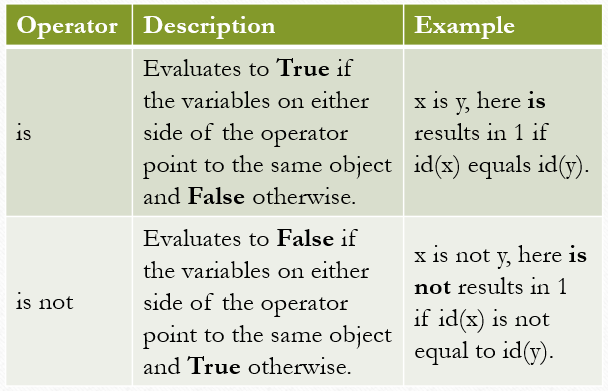 Operator Description Example
is
Evaluates to True if
the variables on either
side of the operator
point to the same object
and False otherwise.
x is y, here is
results in 1 if
id(x) equals id(y).
is not
Evaluates to False if
the variables on either
side of the operator
point to the same object
and True otherwise.
x is not y, here is
not results in 1
if id(x) is not
equal to id(y).